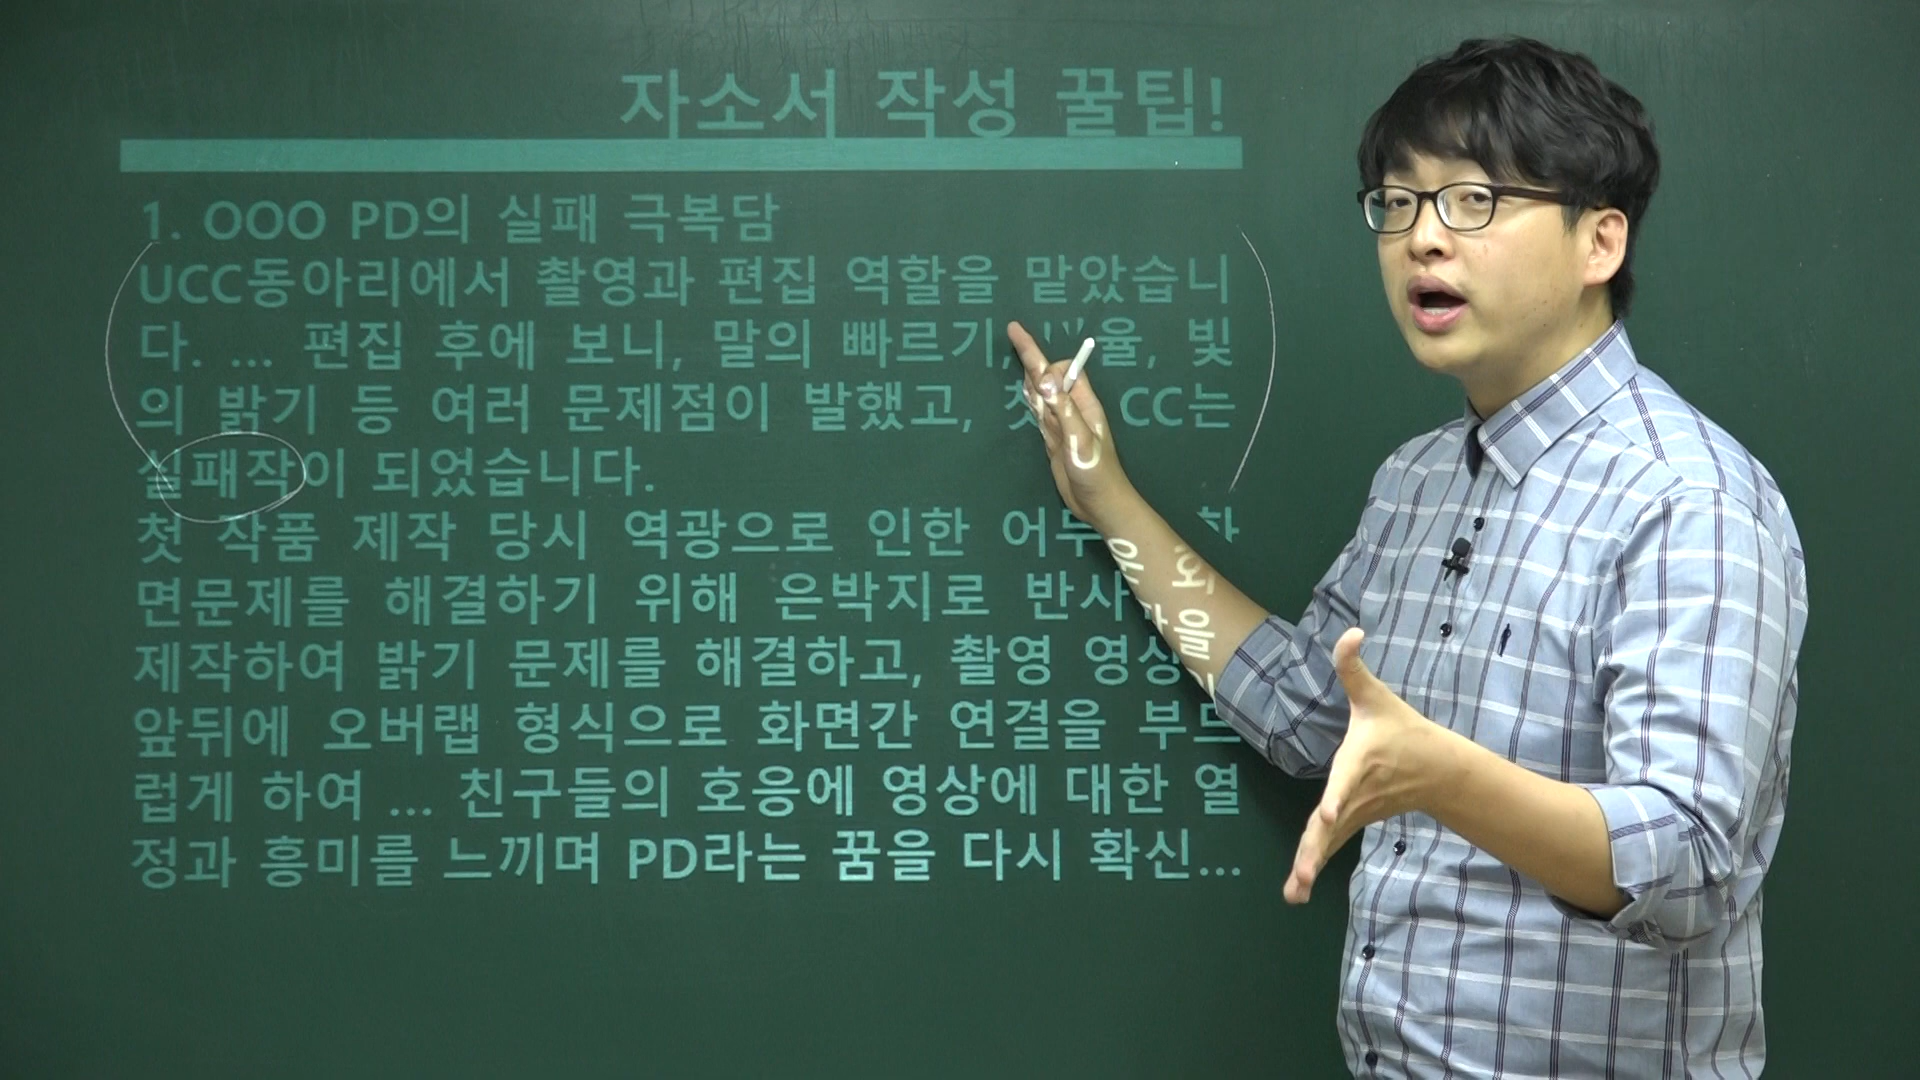 자소서 작성 꿀팁!
1. OOO PD의 실패 극복담
UCC동아리에서 촬영과 편집 역할을 맡았습니
다. ... 편집 후에 보니, 말의 빠르기, 빛
의 밝기 등 여러 문제점이 발했고, CC는
실패작이 되었습니다.
첫 작품 제작 당시 역광으로 인한
면문제를 해결하기 위해 은박지로
제작하여 밝기 문제를 해결하고, 촬영
앞뒤에 오버랩 형식으로 화면간 연결을
럽게 하여 ... 친구들의 호응에 영상에 대한 열
정과 흥미를 느끼며 PD라는 꿈을 다시 확신...